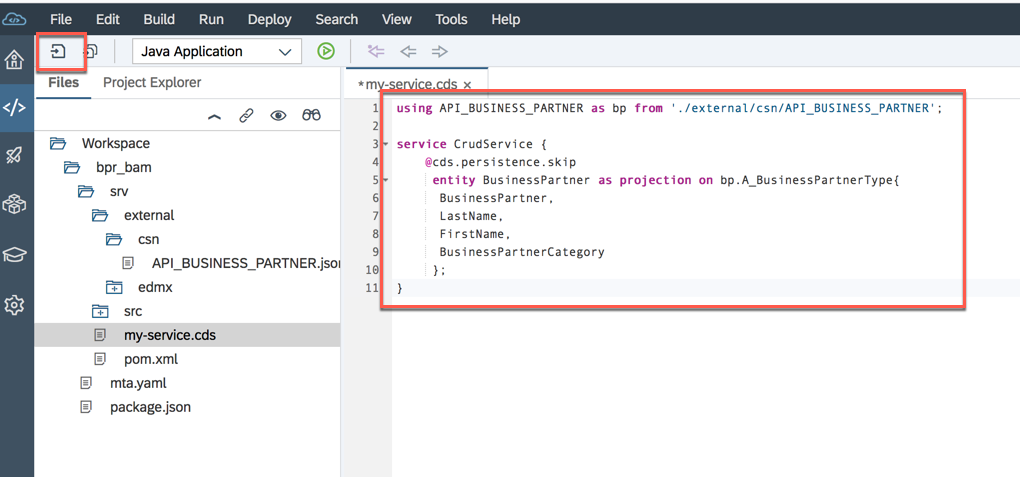 File Edit Build Run Deploy Search View Tools Help
Java Application
Files Project Explorer
*my-service.cds ×
Workspace
bpr_bam
srv
external
csn
API_BUSINESS_PARTNER.json
edmx
src
my-service.cds
pom.xml
mta.yaml
package.json
1 using API_BUSINESS_PARTNER as bp from './external/csn/API_BUSINESS_PARTNER';
2
3 service CrudService {
4 @cds.persistence.skip
5 entity BusinessPartner as projection on bp.A_BusinessPartnerType{
6 BusinessPartner,
7 LastName,
8 FirstName,
9 BusinessPartnerCategory
10 };
11 }